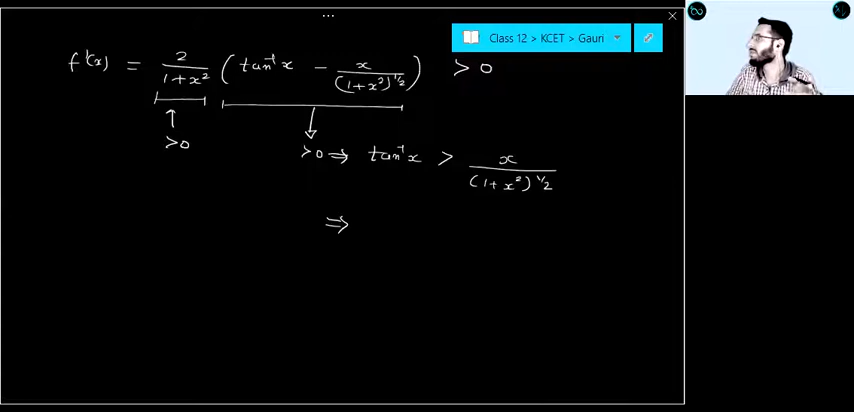 ...
Class 12 > KCET > Gauri
f'(x) = 2/(1+x²) (tan⁻¹x − x/(1+x²)^1/2) > 0
>0
>0 ⇒ tan⁻¹x > x/(1+x²)^1/2
⇒